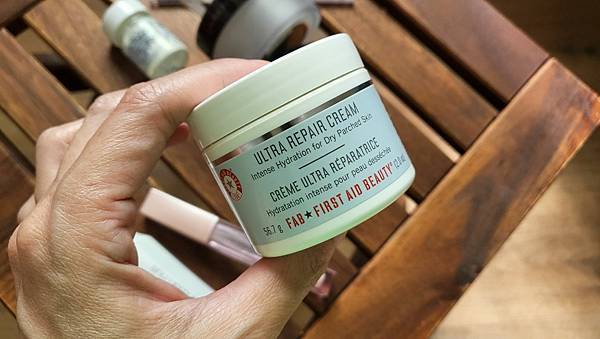 ULTRA REPAIR CREAM
Intense Hydration for Dry Parched Skin
CRÈME ULTRA RÉPARATRICE
Hydratation intense pour peau desséchée
56.7 g FAB★FIRST AID BEAUTY®